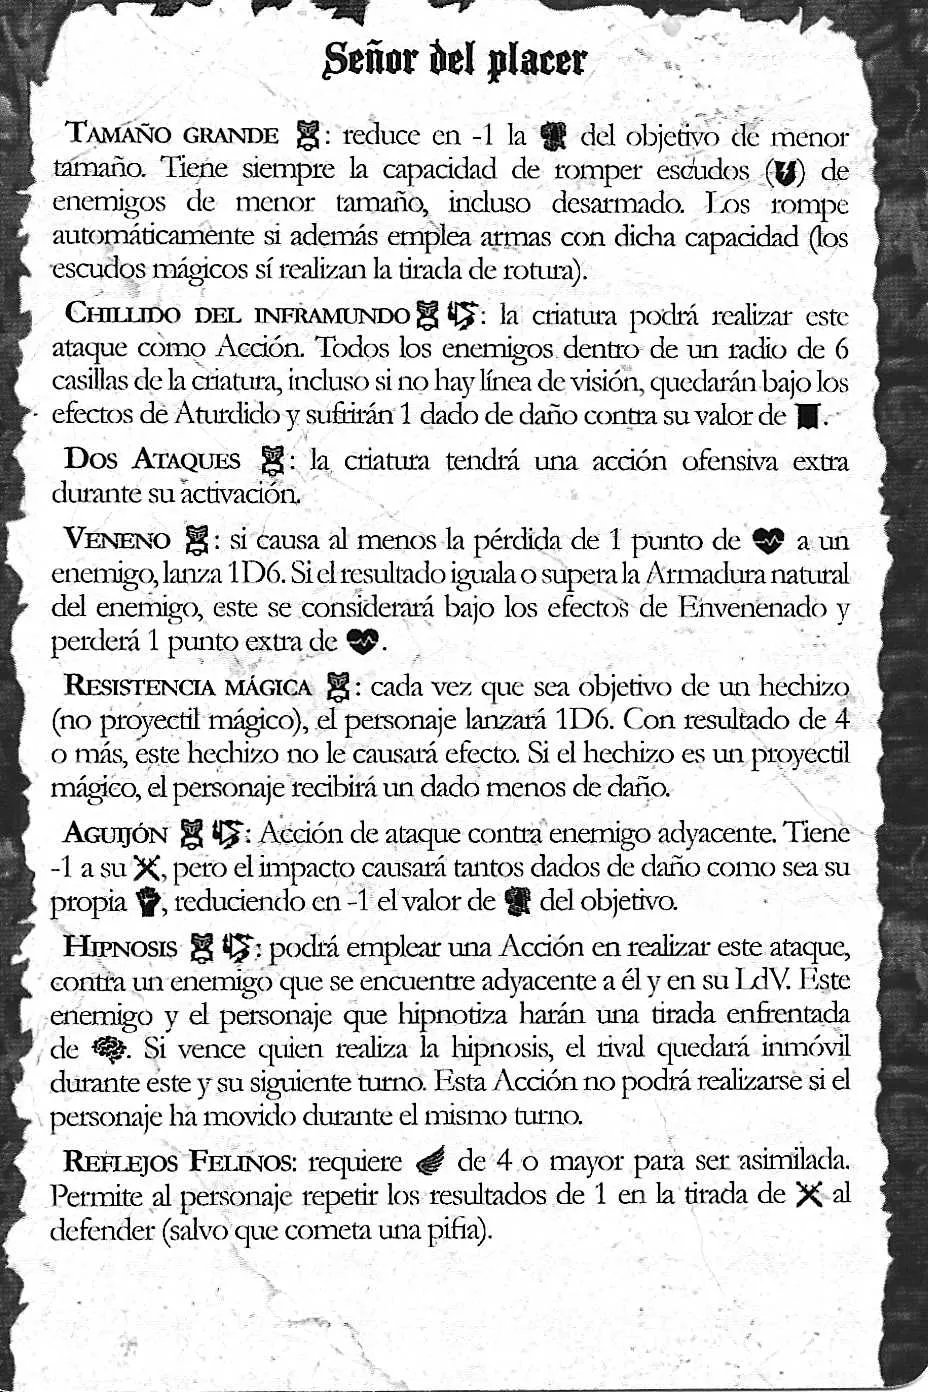 Señor del placer
TAMAÑO GRANDE : reduce en -1 la del objetivo de menor
tamaño. Tiene siempre la capacidad de romper escudos ( ) de
enemigos de menor tamaño, incluso desarmado. Los rompe
automáticamente si además emplea armas con dicha capacidad (los
escudos mágicos sí realizan la tirada de rotura).
CHILLIDO DEL INFRAMUNDO : la criatura podrá realizar este
ataque como Acción. Todos los enemigos dentro de un radio de 6
casillas de la criatura, incluso si no hay línea de visión, quedarán bajo los
efectos de Aturdido y sufrirán 1 dado de daño contra su valor de .
DOS ATAQUES : la criatura tendrá una acción ofensiva extra
durante su activación.
VENENO : si causa al menos la pérdida de 1 punto de a un
enemigo, lanza 1D6. Si el resultado iguala o supera la Armadura natural
del enemigo, este se considerará bajo los efectos de Envenenado y
perderá 1 punto extra de .
RESISTENCIA MÁGICA : cada vez que sea objetivo de un hechizo
(no proyectil mágico), el personaje lanzará 1D6. Con resultado de 4
o más, este hechizo no le causará efecto. Si el hechizo es un proyectil
mágico, el personaje recibirá un dado menos de daño.
AGUIJÓN : Acción de ataque contra enemigo adyacente. Tiene
-1 a su , pero el impacto causará tantos dados de daño como sea su
propia , reduciendo en -1 el valor de del objetivo.
HIPNOSIS : podrá emplear una Acción en realizar este ataque,
contra un enemigo que se encuentre adyacente a él y en su LdV. Este
enemigo y el personaje que hipnotiza harán una tirada enfrentada
de . Si vence quien realiza la hipnosis, el rival quedará inmóvil
durante este y su siguiente turno. Esta Acción no podrá realizarse si el
personaje ha movido durante el mismo turno.
REFLEJOS FELINOS: requiere de 4 o mayor para ser asimilada.
Permite al personaje repetir los resultados de 1 en la tirada de al
defender (salvo que cometa una pifia).